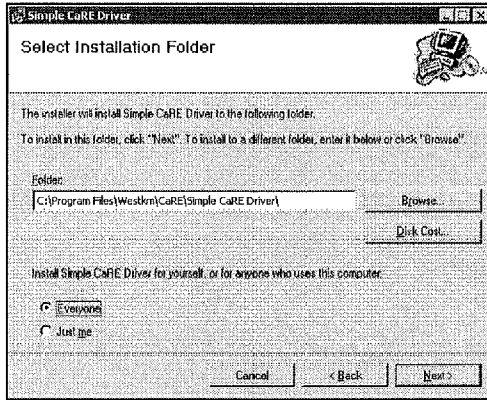 Simple CaRE Driver
Select Installation Folder
The installer will install Simple CaRE Driver to the following folder.
To install in this folder, click "Next". To install to a different folder, enter it below or click "Browse".
Folder:
C:\Program Files\Westkm\CaRE\Simple CaRE Driver\
Browse...
Disk Cost...
Install Simple CaRE Driver for yourself, or for anyone who uses this computer:
Everyone
Just me
Cancel
< Back
Next >